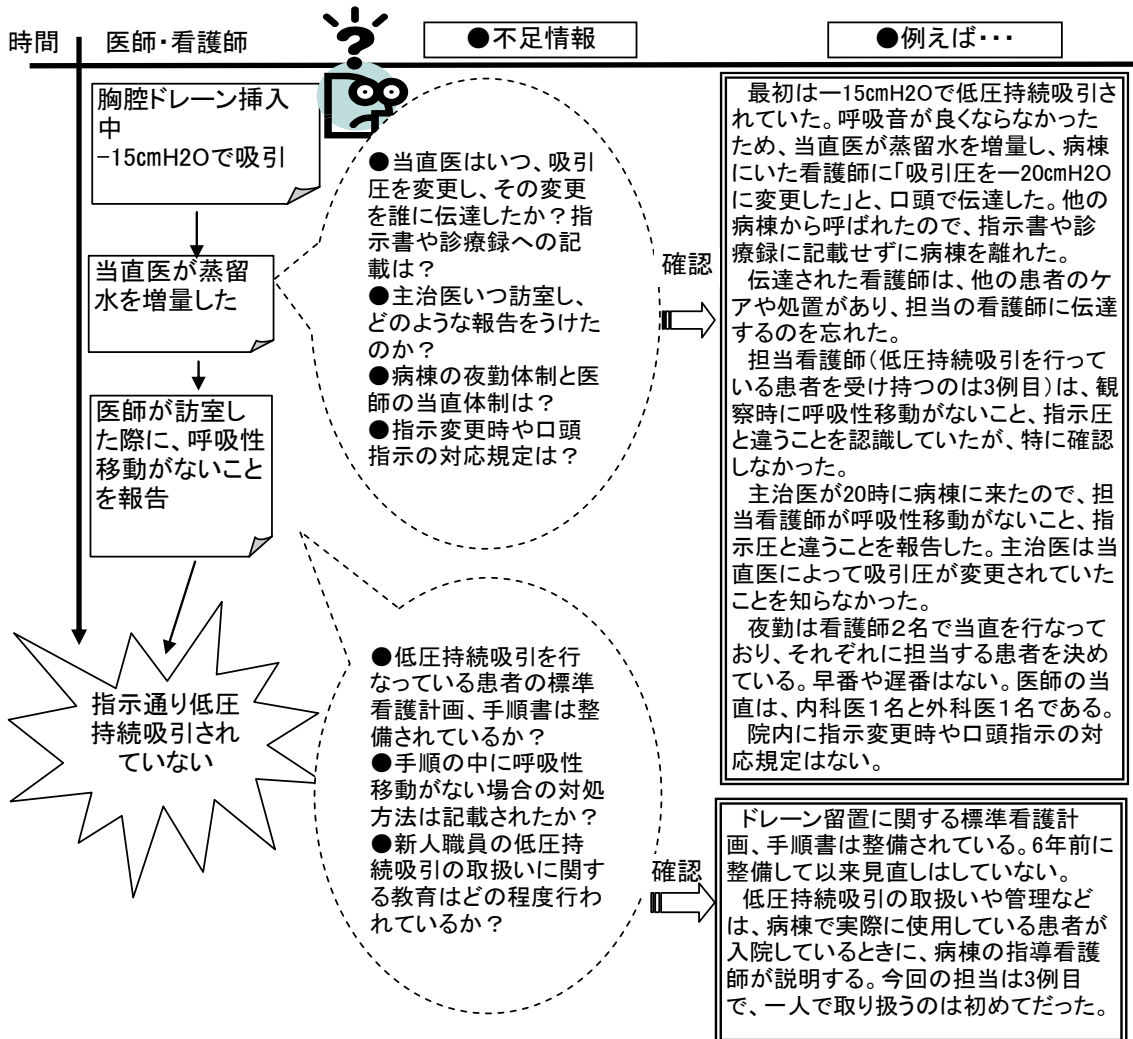 時間
医師・看護師
?
●不足情報
●例えば・・・
胸腔ドレーン挿入
中
-15cmH2Oで吸引
当直医が蒸留
水を増量した
医師が訪室し
た際に、呼吸性
移動がないこと
を報告
指示通り低圧
持続吸引され
ていない
●当直医はいつ、吸引
圧を変更し、その変更
を誰に伝達したか?指
示書や診療録への記
載は?
●主治医いつ訪室し、
どのような報告をうけた
のか?
●病棟の夜勤体制と医
師の当直体制は?
●指示変更時や口頭
指示の対応規定は?
確認
最初は―15cmH2Oで低圧持続吸引さ
れていた。呼吸音が良くならなかった
ため、当直医が蒸留水を増量し、病棟
にいた看護師に「吸引圧を―20cmH2O
に変更した」と、口頭で伝達した。他の
病棟から呼ばれたので、指示書や診
療録に記載せずに病棟を離れた。
伝達された看護師は、他の患者のケ
アや処置があり、担当の看護師に伝達
するのを忘れた。
担当看護師(低圧持続吸引を行って
いる患者を受け持つのは3例目)は、観
察時に呼吸性移動がないこと、指示圧
と違うことを認識していたが、特に確認
しなかった。
主治医が20時に病棟に来たので、担
当看護師が呼吸性移動がないこと、指
示圧と違うことを報告した。主治医は当
直医によって吸引圧が変更されていた
ことを知らなかった。
夜勤は看護師2名で当直を行なって
おり、それぞれに担当する患者を決め
ている。早番や遅番はない。医師の当
直は、内科医1名と外科医1名である。
院内に指示変更時や口頭指示の対
応規定はない。
●低圧持続吸引を行
なっている患者の標準
看護計画、手順書は整
備されているか?
●手順の中に呼吸性
移動がない場合の対処
方法は記載されたか?
●新人職員の低圧持
続吸引の取扱いに関す
る教育はどの程度行わ
れているか?
確認
ドレーン留置に関する標準看護計
画、手順書は整備されている。6年前に
整備して以来見直しはしていない。
低圧持続吸引の取扱いや管理など
は、病棟で実際に使用している患者が
入院しているときに、病棟の指導看護
師が説明する。今回の担当は3例目
で、一人で取り扱うのは初めてだった。